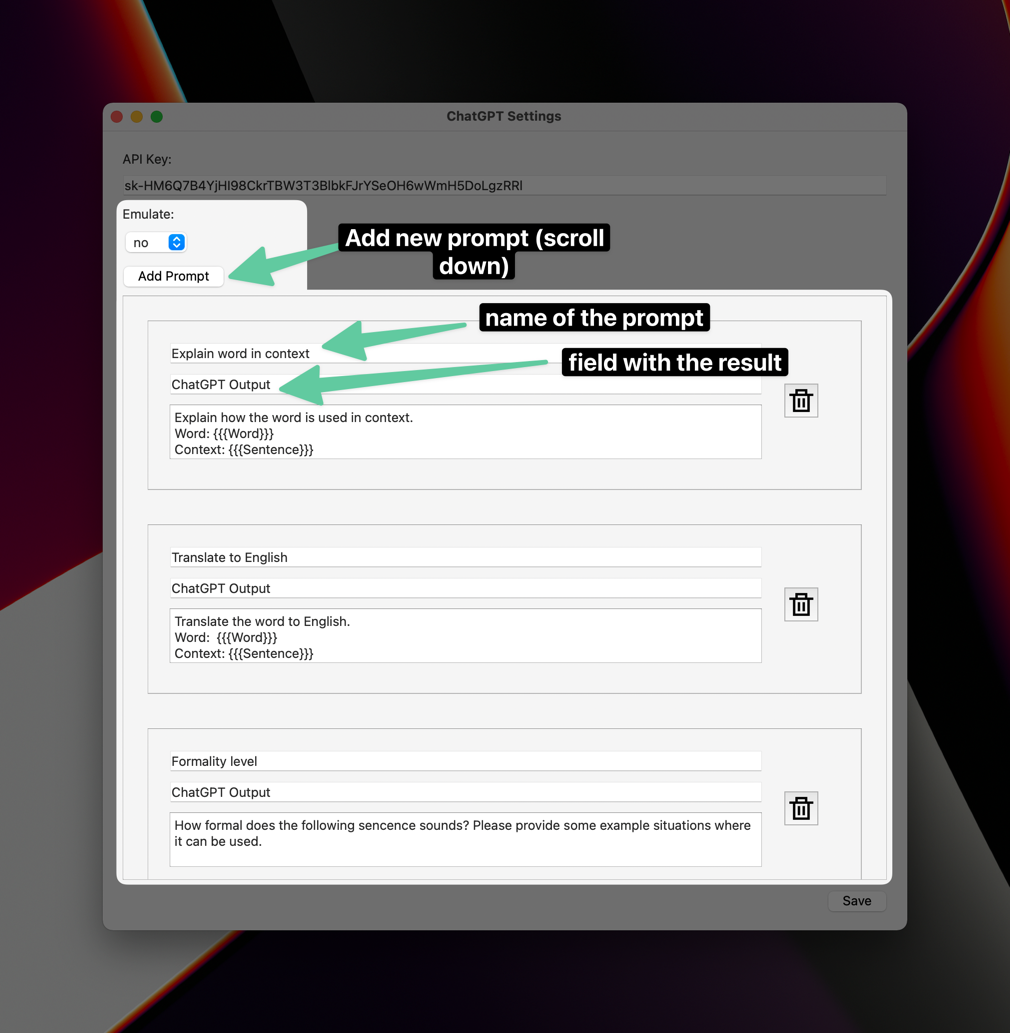 ChatGPT Settings
API Key:
Emulate:
no
Add Prompt
Add new prompt (scroll
down)
name of the prompt
Explain word in context
field with the result
ChatGPT Output
Explain how the word is used in context.
Word: {{{Word}}}
Context: {{{Sentence}}}
Translate to English
ChatGPT Output
Translate the word to English.
Word:  {{{Word}}}
Context: {{{Sentence}}}
Formality level
ChatGPT Output
How formal does the following sencence sounds? Please provide some example situations where
it can be used.
Save